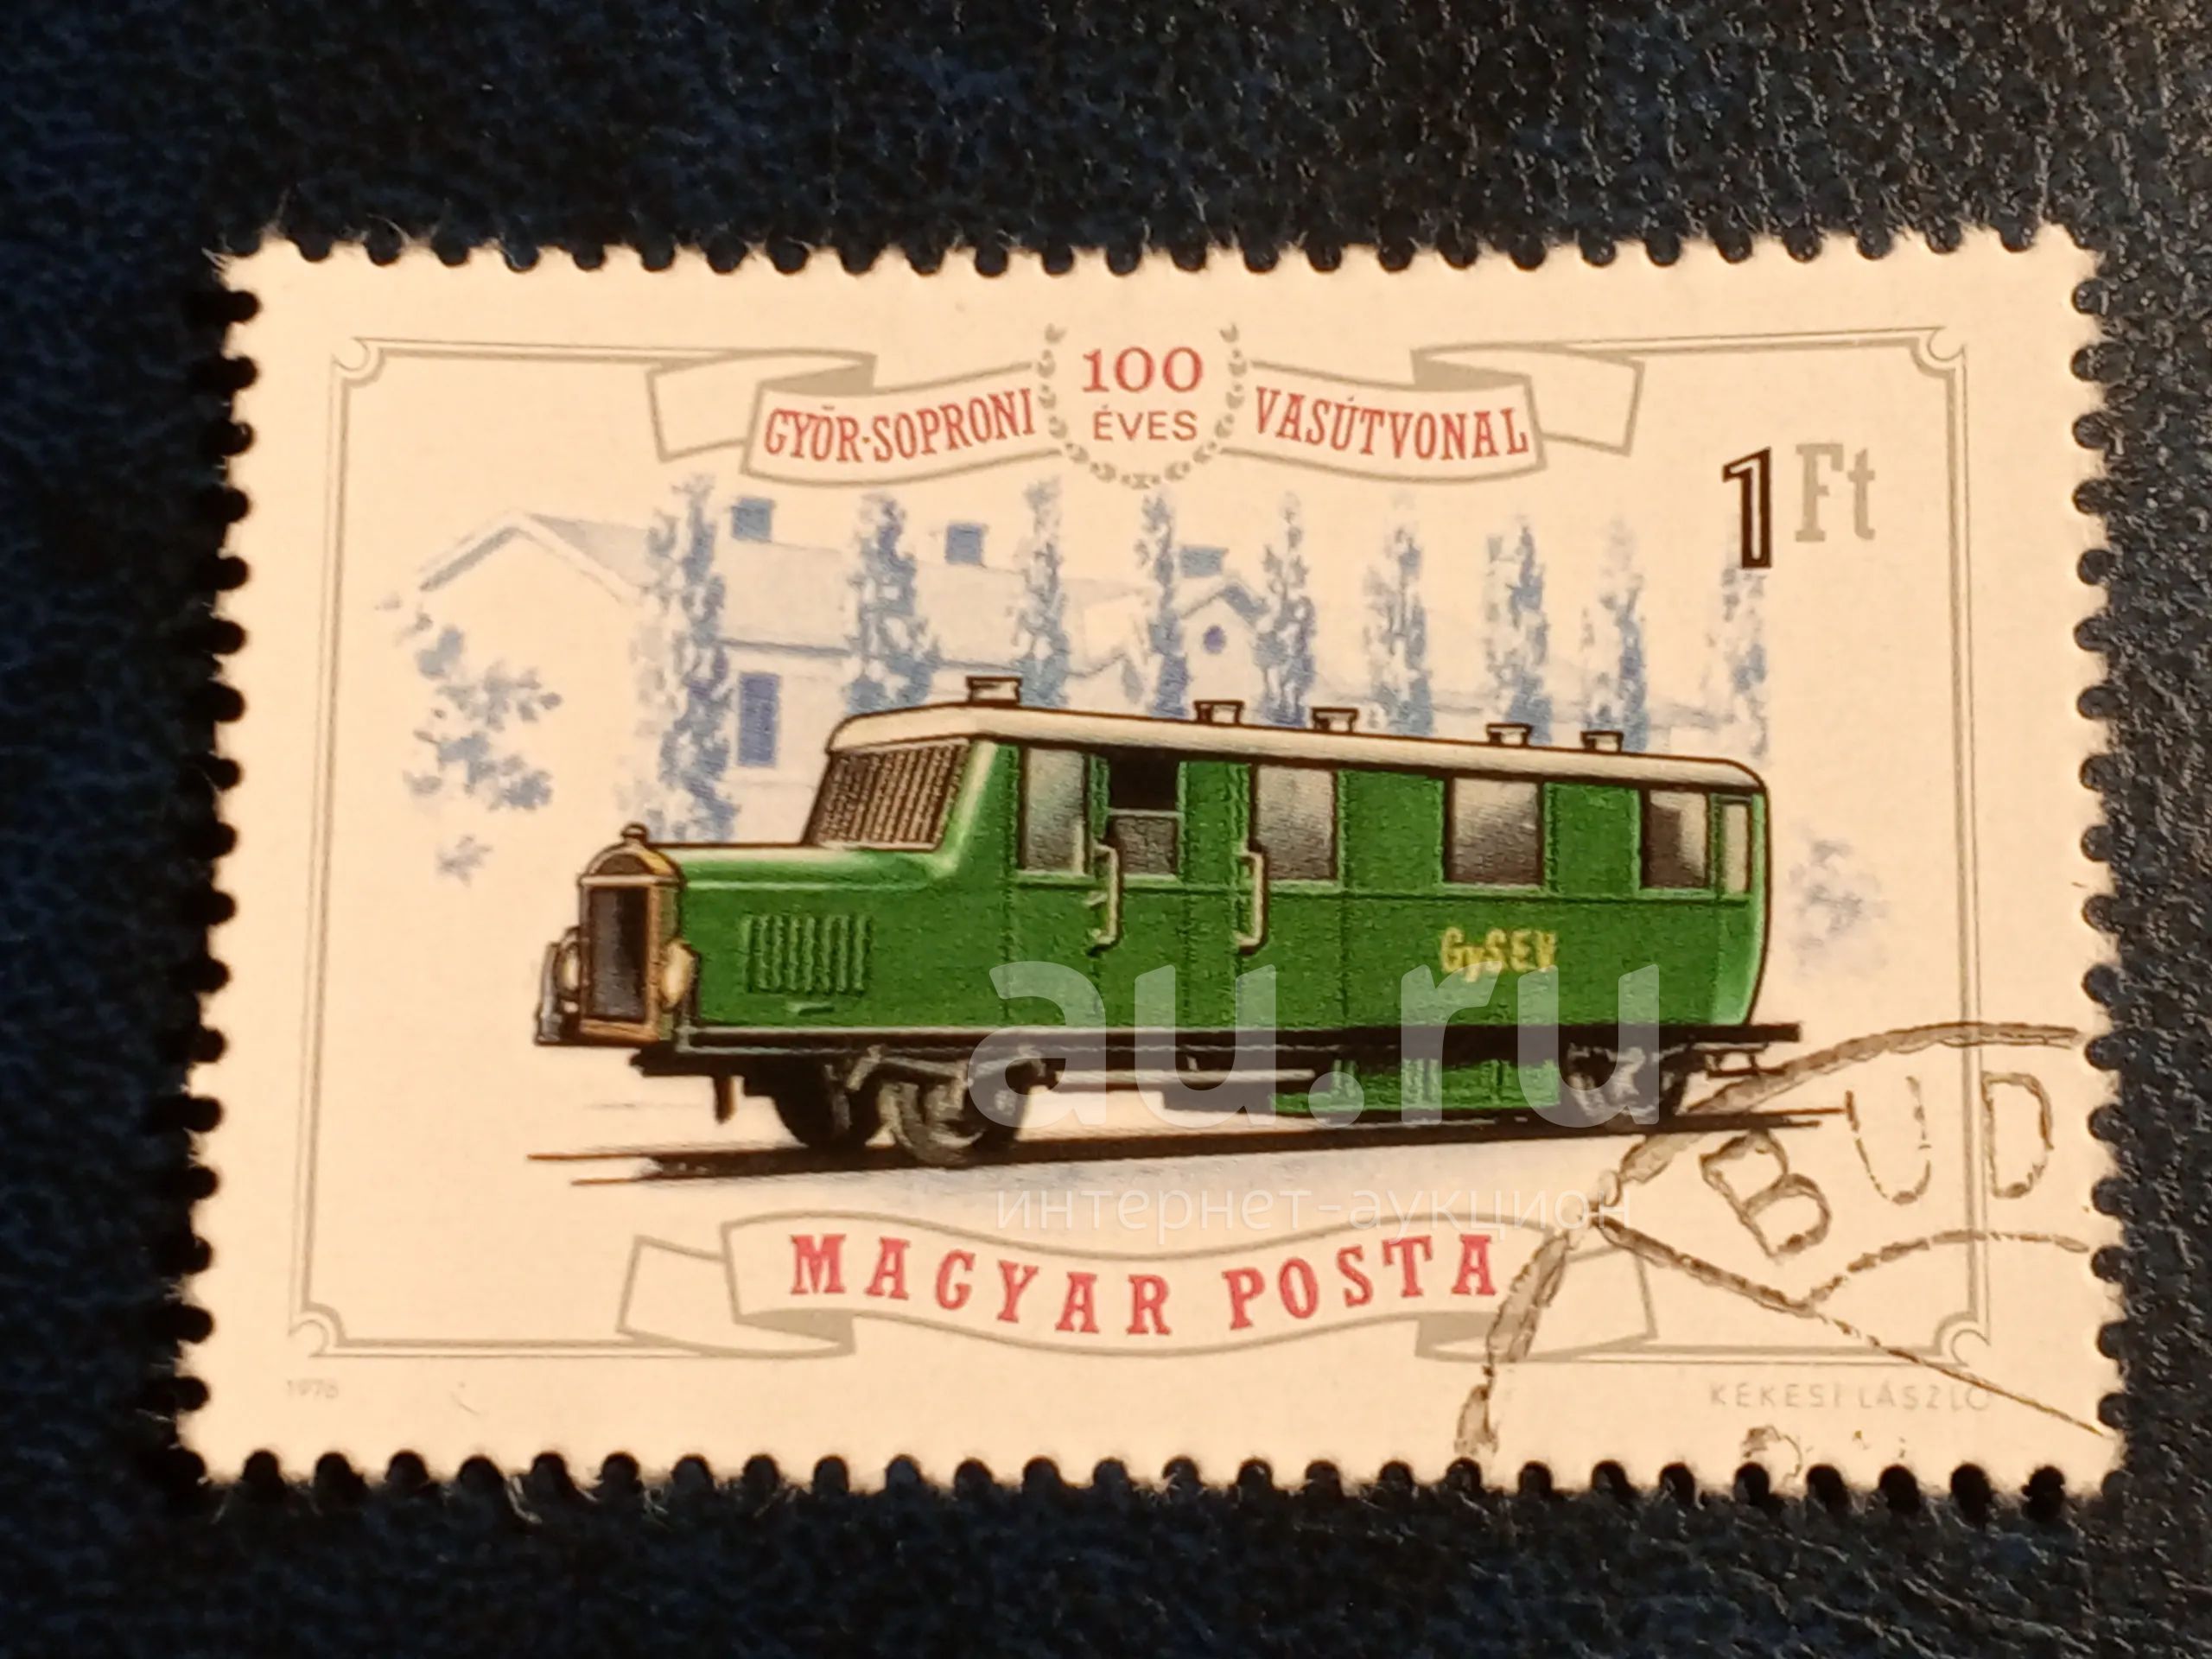 100
GYŐR-SOPRONI ÉVES VASÚTVONAL
1 Ft
GySEV
au.ru
интернет-аукцион
BUD
MAGYAR POSTA
1976
KÉKESI LÁSZLÓ